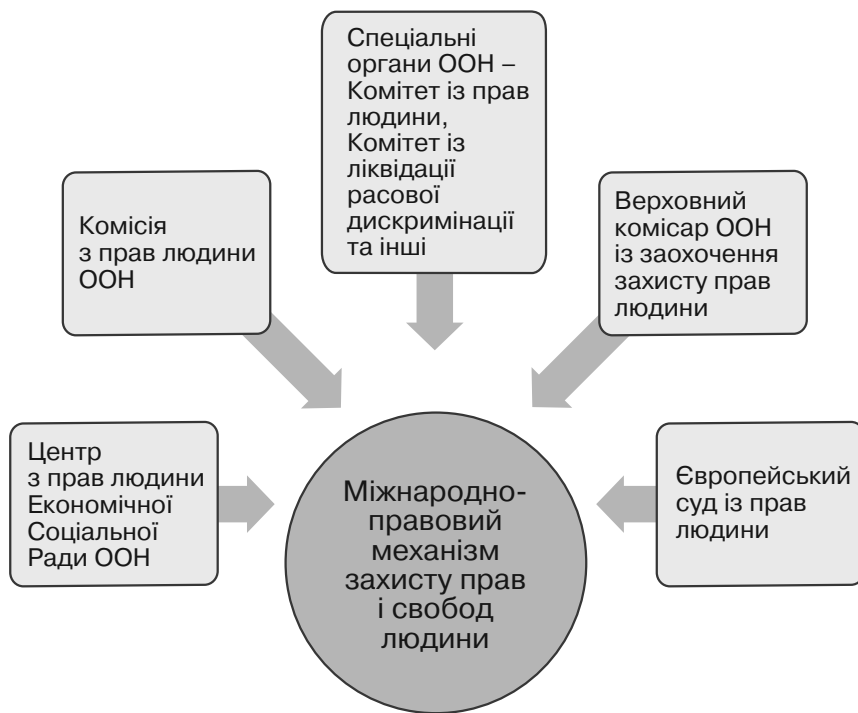 Спеціальні
органи ООН –
Комітет із прав
людини,
Комітет із
ліквідації
расової
дискримінації
та інші
Комісія
з прав людини
ООН
Верховний
комісар ООН
із заохочення
захисту прав
людини
Центр
з прав людини
Економічної
Соціальної
Ради ООН
Міжнародно-
правовий
механізм
захисту прав
і свобод
людини
Європейський
суд із прав
людини